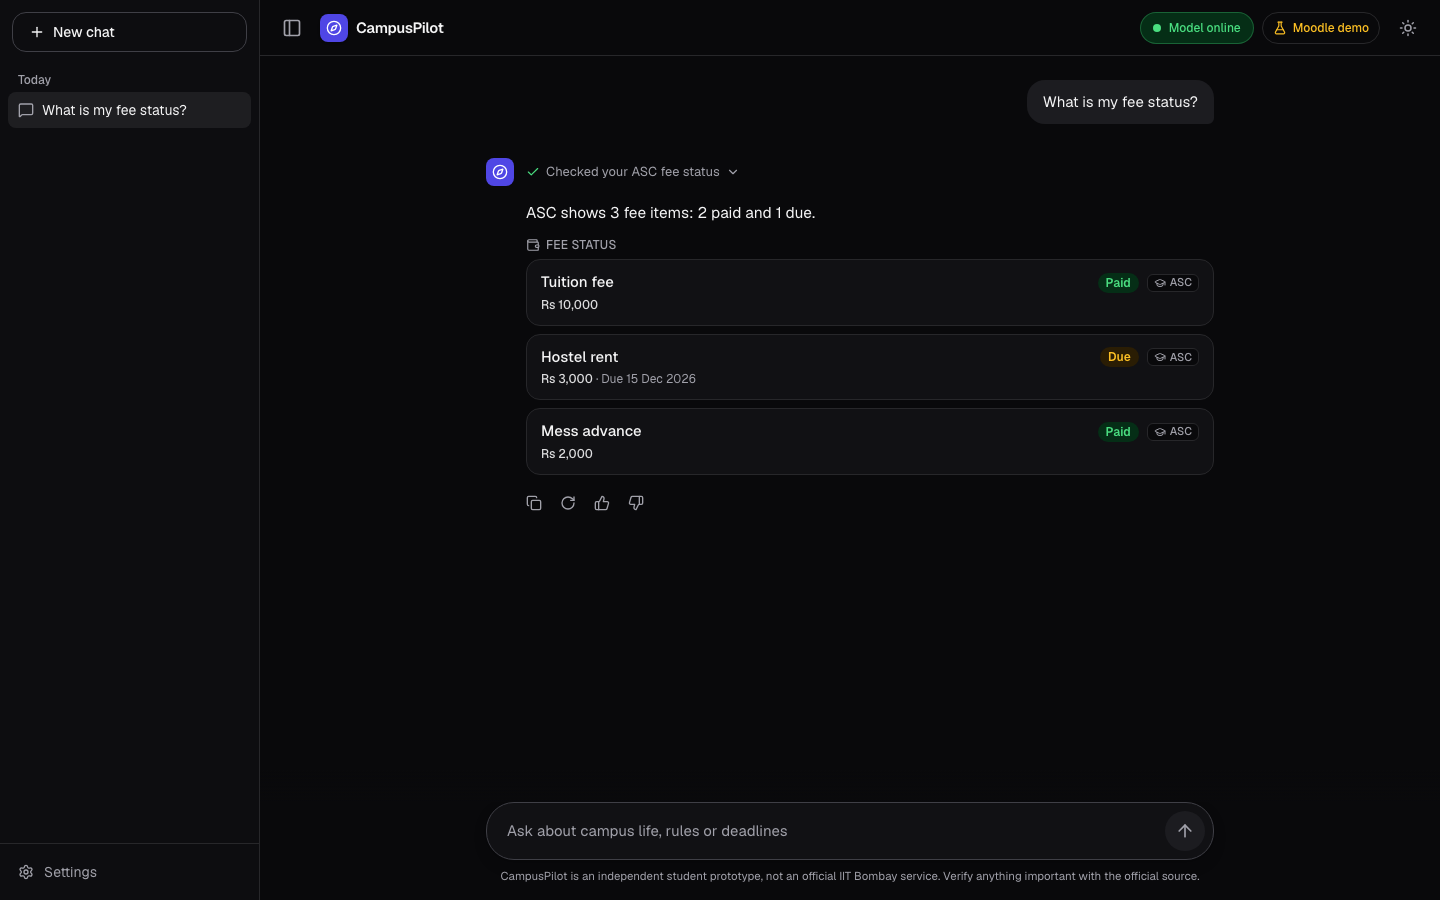 New chat
Today
What is my fee status?
Settings
CampusPilot
Model online
Moodle demo
What is my fee status?
Checked your ASC fee status
ASC shows 3 fee items: 2 paid and 1 due.
FEE STATUS
Tuition fee
Paid
ASC
Rs 10,000
Hostel rent
Due
ASC
Rs 3,000 · Due 15 Dec 2026
Mess advance
Paid
ASC
Rs 2,000
Ask about campus life, rules or deadlines
CampusPilot is an independent student prototype, not an official IIT Bombay service. Verify anything important with the official source.